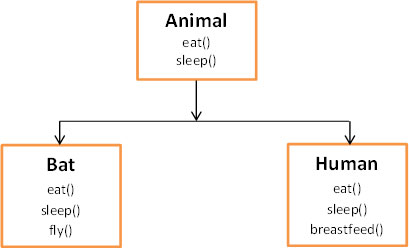 Animal
eat()
sleep()
Bat
eat()
sleep()
fly()
Human
eat()
sleep()
breastfeed()